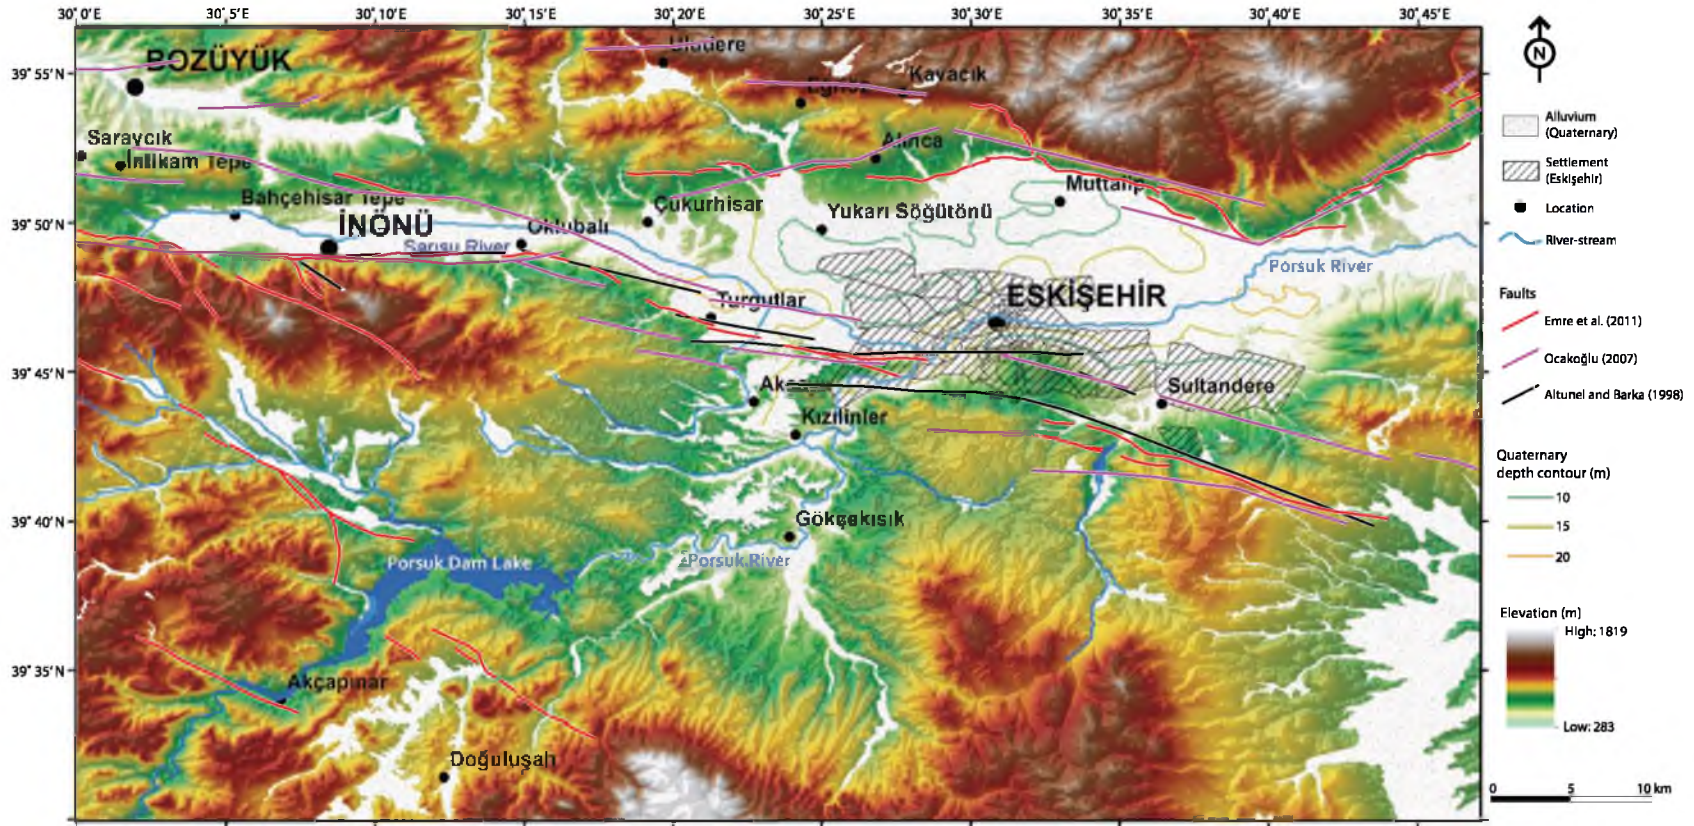 30°0'E 30°5'E 30°10'E 30°15'E 30°20'E 30°25'E 30°30'E 30°35'E 30°40'E 30°45'E
39°55'N
39°50'N
39°45'N
39°40'N
39°35'N
BOZÜYÜK
Uludere
Kavacık
Saraycık
İntikam Tepe
Alınca
Bahçehisar Tepe
Muttalip
Çukurhisar
Yukarı Söğütönü
İNÖNÜ
Oklubalı
Sarısu River
Porsuk River
ESKİŞEHİR
Turgutlar
Sultandere
Kızılinler
Gökçekısık
Porsuk River
Porsuk Dam Lake
Akçapınar
Doğuluşah
N
Alluvium
(Quaternary)
Settlement
(Eskişehir)
Location
River-stream
Faults
Emre et al. (2011)
Ocakoğlu (2007)
Altunel and Barka (1998)
Quaternary
depth contour (m)
10
15
20
Elevation (m)
High: 1819
Low: 283
0 5 10 km